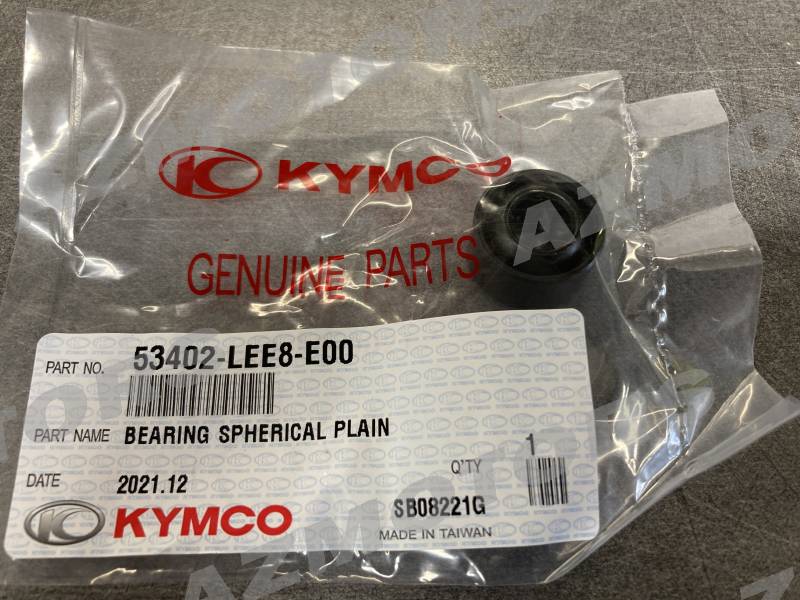 KYMCO
GENUINE PARTS
PART NO. 53402-LEE8-E00
PART NAME BEARING SPHERICAL PLAIN
Q'TY 1
DATE 2021.12
SB08221G
KYMCO
MADE IN TAIWAN
AZMotors